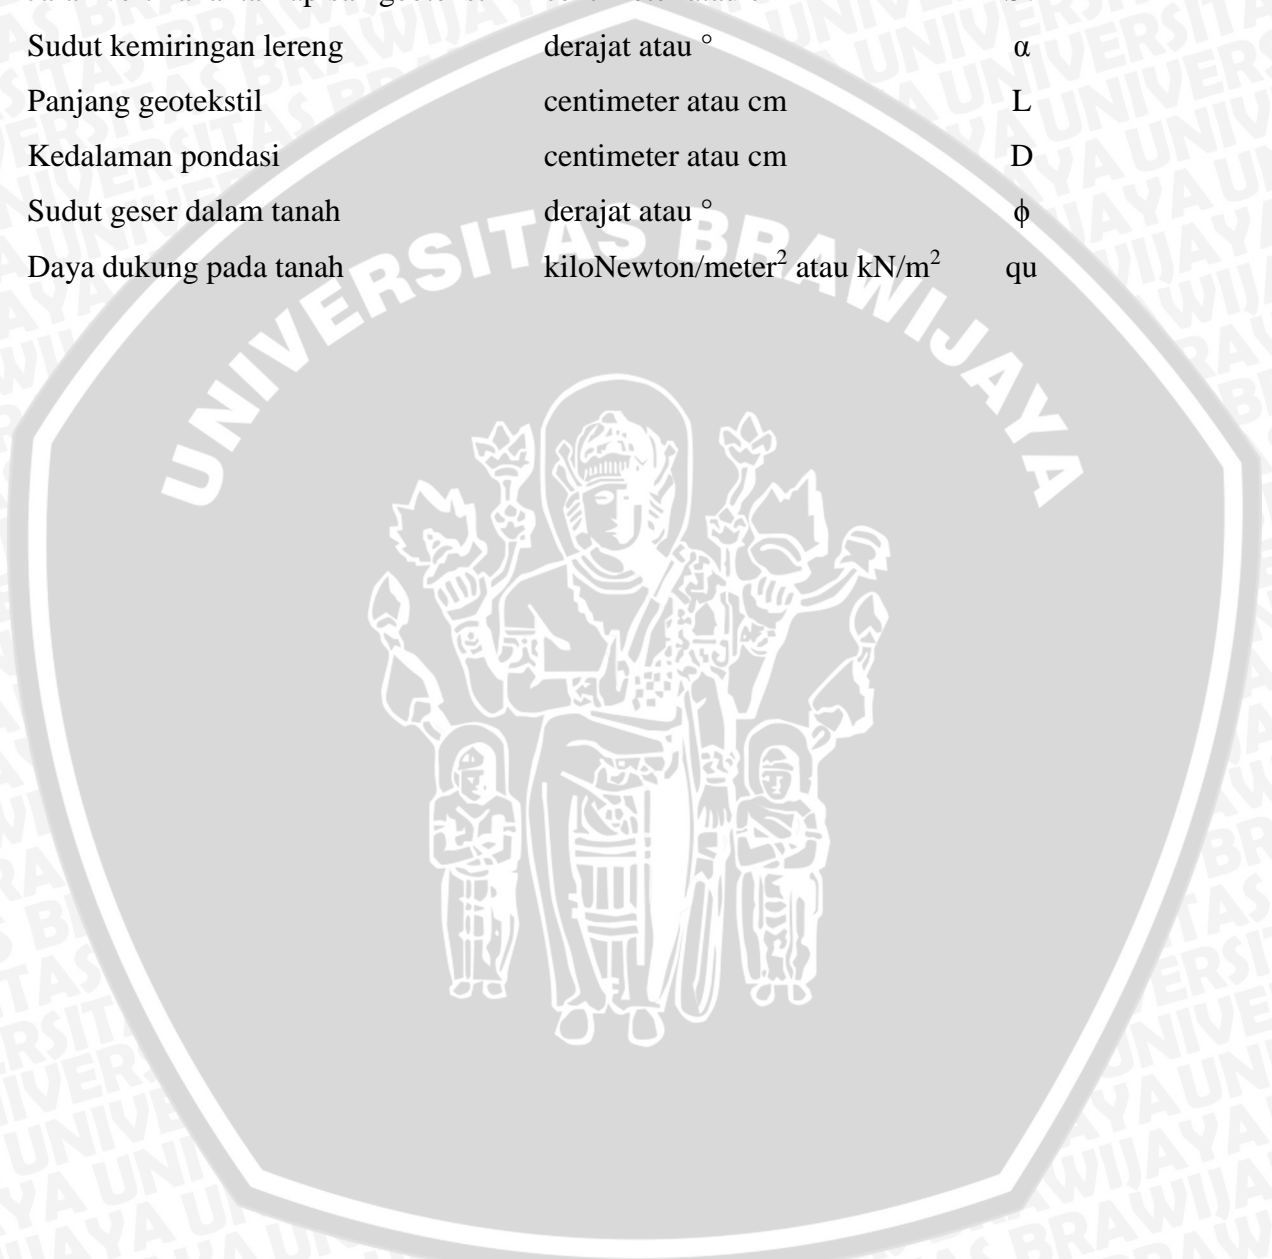 Sudut kemiringan lereng derajat atau ° α
Panjang geotekstil centimeter atau cm L
Kedalaman pondasi centimeter atau cm D
Sudut geser dalam tanah derajat atau ° ϕ
Daya dukung pada tanah kiloNewton/meter² atau kN/m² qu
UNIVERSITAS BRAWIJAYA